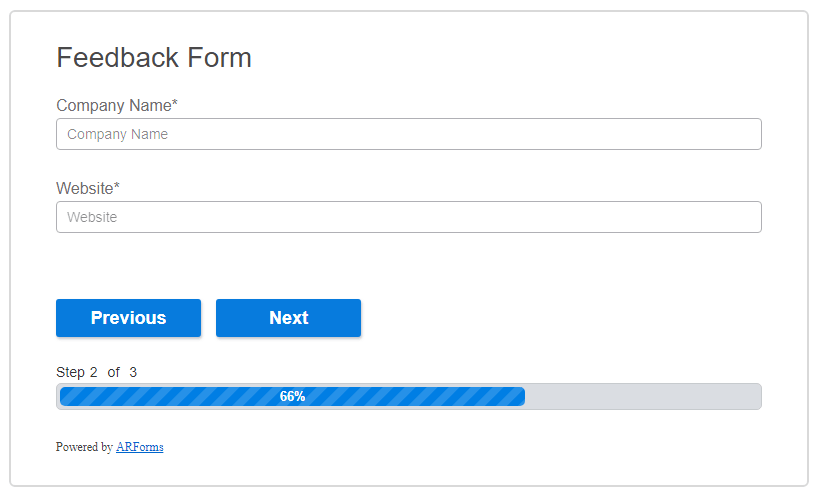 Feedback Form
Company Name*
Company Name
Website*
Website
Previous Next
Step 2 of 3
66%
Powered by ARForms